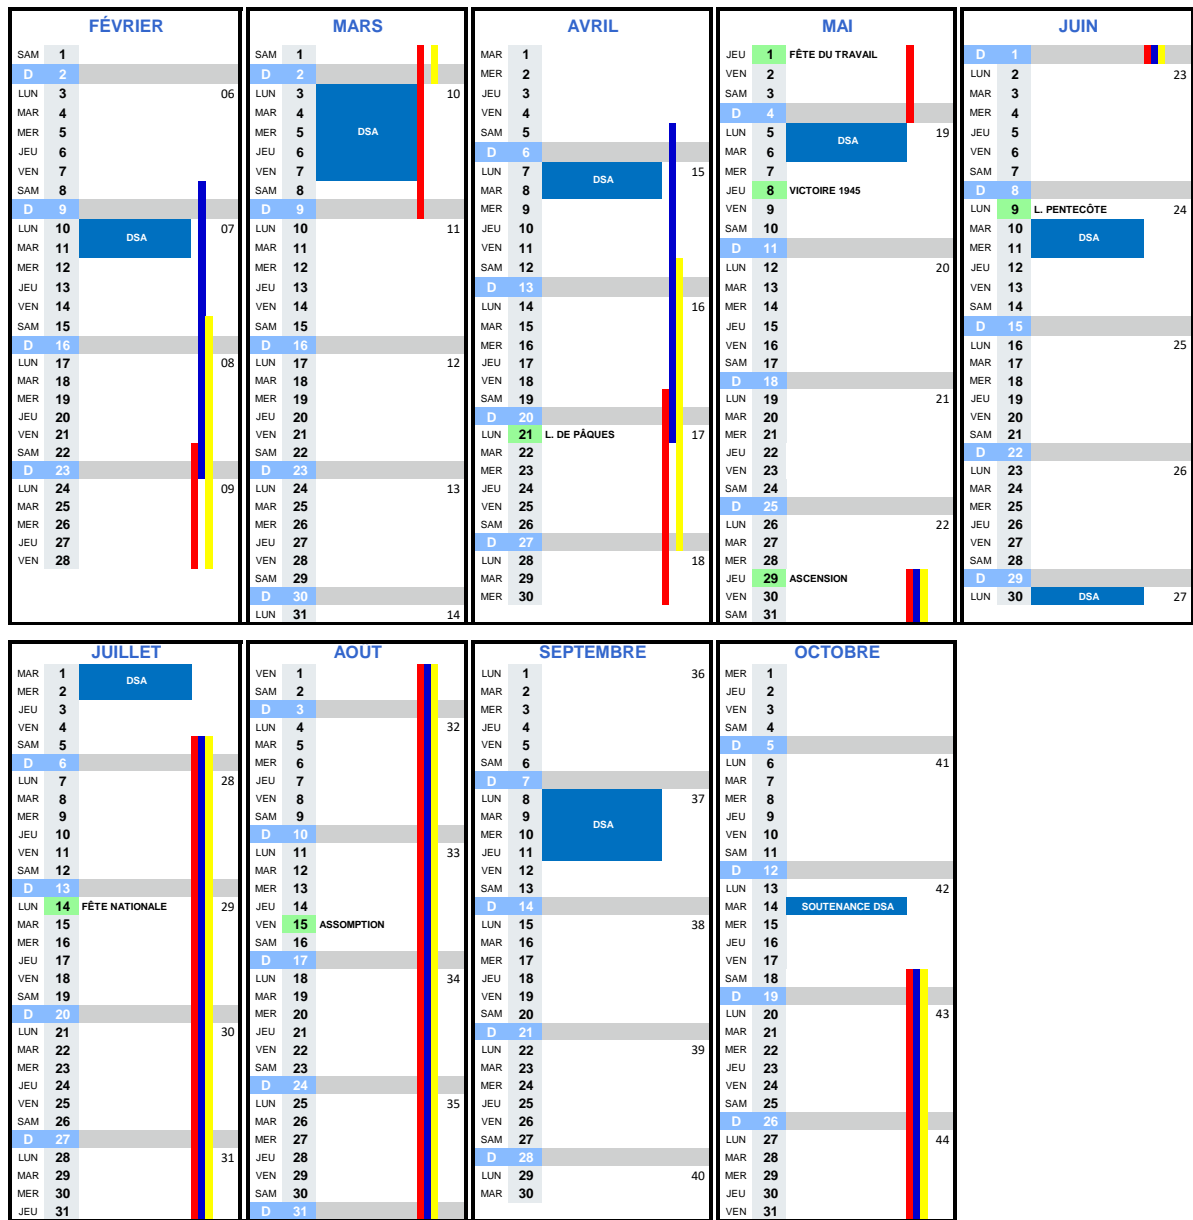 FÉVRIER
SAM 1
D 2
LUN 3 06
MAR 4
MER 5
JEU 6
VEN 7
SAM 8
D 9
LUN 10 07
DSA
MAR 11
MER 12
JEU 13
VEN 14
SAM 15
D 16
LUN 17 08
MAR 18
MER 19
JEU 20
VEN 21
SAM 22
D 23
LUN 24 09
MAR 25
MER 26
JEU 27
VEN 28
MARS
SAM 1
D 2
LUN 3 10
MAR 4
MER 5 DSA
JEU 6
VEN 7
SAM 8
D 9
LUN 10 11
MAR 11
MER 12
JEU 13
VEN 14
SAM 15
D 16
LUN 17 12
MAR 18
MER 19
JEU 20
VEN 21
SAM 22
D 23
LUN 24 13
MAR 25
MER 26
JEU 27
VEN 28
SAM 29
D 30
LUN 31 14
AVRIL
MAR 1
MER 2
JEU 3
VEN 4
SAM 5
D 6
LUN 7 15
DSA
MAR 8
MER 9
JEU 10
VEN 11
SAM 12
D 13
LUN 14 16
MAR 15
MER 16
JEU 17
VEN 18
SAM 19
D 20
LUN 21 L. DE PÂQUES 17
MAR 22
MER 23
JEU 24
VEN 25
SAM 26
D 27
LUN 28 18
MAR 29
MER 30
MAI
JEU 1 FÊTE DU TRAVAIL
VEN 2
SAM 3
D 4
LUN 5 19
DSA
MAR 6
MER 7
JEU 8 VICTOIRE 1945
VEN 9
SAM 10
D 11
LUN 12 20
MAR 13
MER 14
JEU 15
VEN 16
SAM 17
D 18
LUN 19 21
MAR 20
MER 21
JEU 22
VEN 23
SAM 24
D 25
LUN 26 22
MAR 27
MER 28
JEU 29 ASCENSION
VEN 30
SAM 31
JUIN
D 1
LUN 2 23
MAR 3
MER 4
JEU 5
VEN 6
SAM 7
D 8
LUN 9 L. PENTECÔTE 24
MAR 10
DSA
MER 11
JEU 12
VEN 13
SAM 14
D 15
LUN 16 25
MAR 17
MER 18
JEU 19
VEN 20
SAM 21
D 22
LUN 23 26
MAR 24
MER 25
JEU 26
VEN 27
SAM 28
D 29
LUN 30 DSA 27
JUILLET
MAR 1
DSA
MER 2
JEU 3
VEN 4
SAM 5
D 6
LUN 7 28
MAR 8
MER 9
JEU 10
VEN 11
SAM 12
D 13
LUN 14 FÊTE NATIONALE 29
MAR 15
MER 16
JEU 17
VEN 18
SAM 19
D 20
LUN 21 30
MAR 22
MER 23
JEU 24
VEN 25
SAM 26
D 27
LUN 28 31
MAR 29
MER 30
JEU 31
AOUT
VEN 1
SAM 2
D 3
LUN 4 32
MAR 5
MER 6
JEU 7
VEN 8
SAM 9
D 10
LUN 11 33
MAR 12
MER 13
JEU 14
VEN 15 ASSOMPTION
SAM 16
D 17
LUN 18 34
MAR 19
MER 20
JEU 21
VEN 22
SAM 23
D 24
LUN 25 35
MAR 26
MER 27
JEU 28
VEN 29
SAM 30
D 31
SEPTEMBRE
LUN 1 36
MAR 2
MER 3
JEU 4
VEN 5
SAM 6
D 7
LUN 8 37
MAR 9
DSA
MER 10
JEU 11
VEN 12
SAM 13
D 14
LUN 15 38
MAR 16
MER 17
JEU 18
VEN 19
SAM 20
D 21
LUN 22 39
MAR 23
MER 24
JEU 25
VEN 26
SAM 27
D 28
LUN 29 40
MAR 30
OCTOBRE
MER 1
JEU 2
VEN 3
SAM 4
D 5
LUN 6 41
MAR 7
MER 8
JEU 9
VEN 10
SAM 11
D 12
LUN 13 42
MAR 14 SOUTENANCE DSA
MER 15
JEU 16
VEN 17
SAM 18
D 19
LUN 20 43
MAR 21
MER 22
JEU 23
VEN 24
SAM 25
D 26
LUN 27 44
MAR 28
MER 29
JEU 30
VEN 31